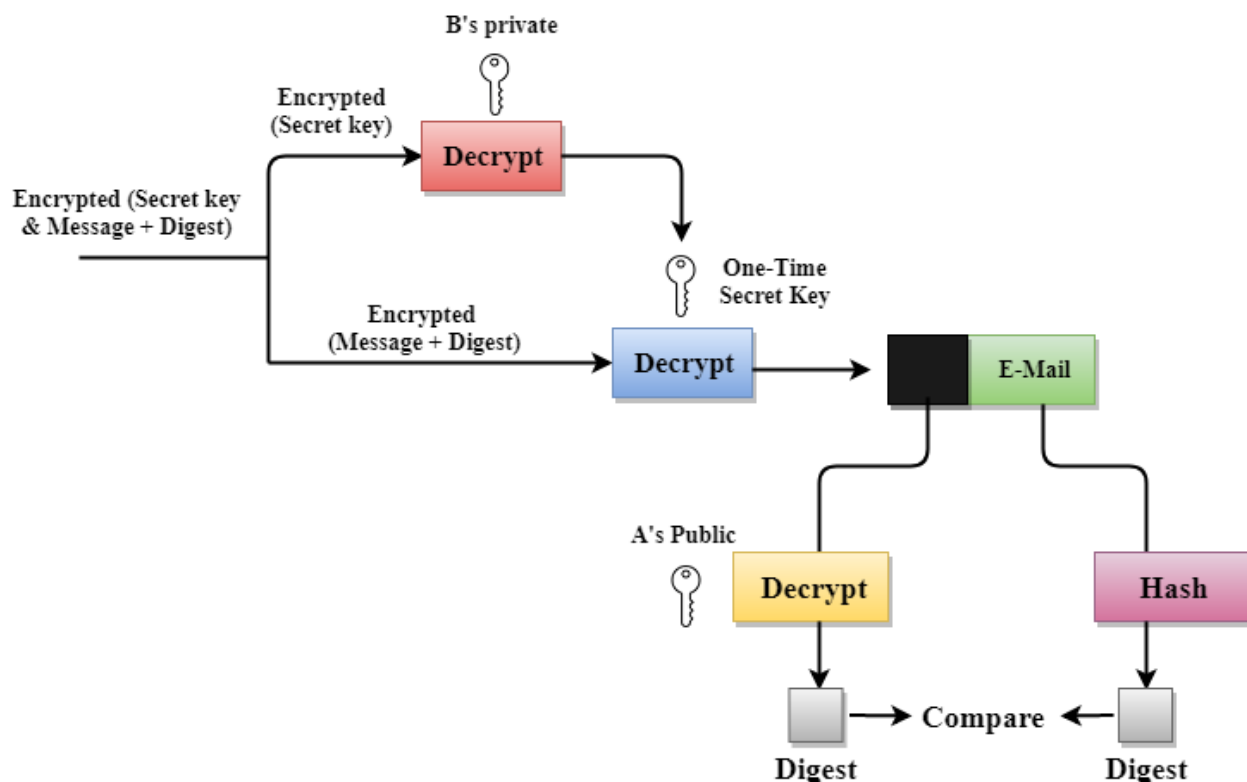 B's private
Encrypted
(Secret key)
Decrypt
Encrypted (Secret key
& Message + Digest)
One-Time
Secret Key
Encrypted
(Message + Digest)
Decrypt
E-Mail
A's Public
Decrypt
Hash
Compare
Digest
Digest